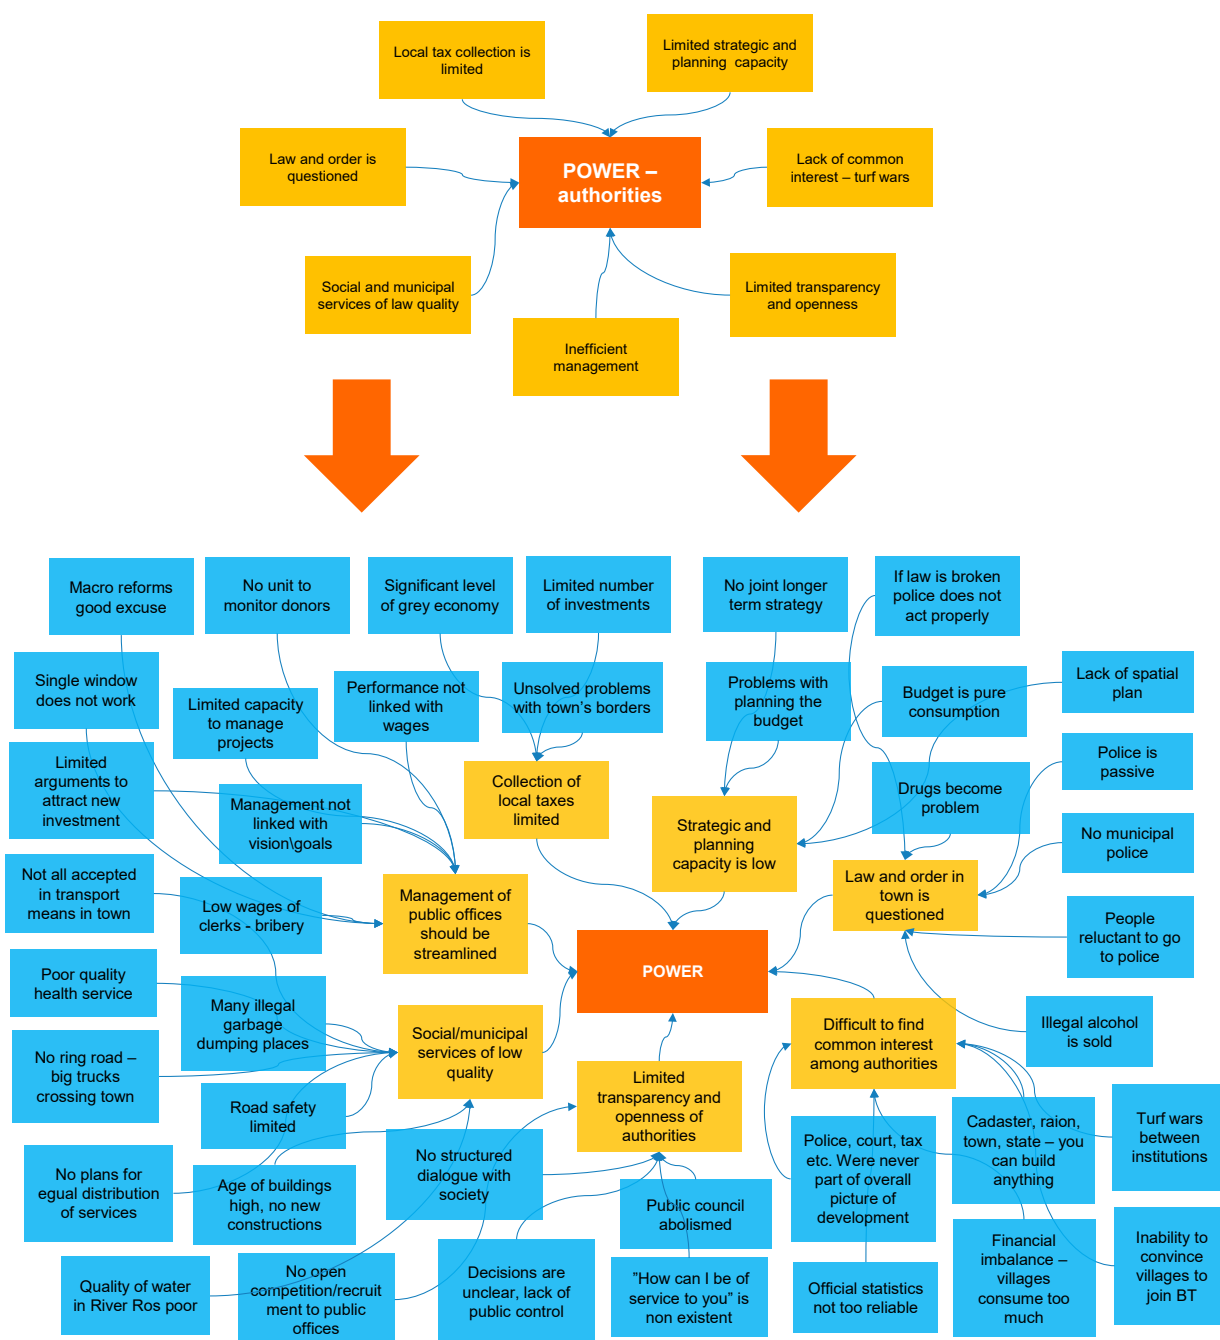 Local tax collection is
limited
Limited strategic and
planning capacity
Law and order is
questioned
POWER –
authorities
Lack of common
interest – turf wars
Social and municipal
services of law quality
Limited transparency
and openness
Inefficient
management
Macro reforms
good excuse
No unit to
monitor donors
Significant level
of grey economy
Limited number
of investments
No joint longer
term strategy
If law is broken
police does not
act properly
Single window
does not work
Limited capacity
to manage
projects
Performance not
linked with
wages
Unsolved problems
with town’s borders
Problems with
planning the
budget
Budget is pure
consumption
Lack of spatial
plan
Limited
arguments to
attract new
investment
Management not
linked with
vision\goals
Collection of
local taxes
limited
Strategic and
planning
capacity is low
Drugs become
problem
Police is
passive
Not all accepted
in transport
means in town
Low wages of
clerks - bribery
Management of
public offices
should be
streamlined
Law and order in
town is
questioned
No municipal
police
People
reluctant to go
to police
POWER
Poor quality
health service
Many illegal
garbage
dumping places
Social/municipal
services of low
quality
Difficult to find
common interest
among authorities
Illegal alcohol
is sold
No ring road –
big trucks
crossing town
Road safety
limited
Limited
transparency and
openness of
authorities
No plans for
egual distribution
of services
Age of buildings
high, no new
constructions
No structured
dialogue with
society
Public council
abolismed
Police, court, tax
etc. Were never
part of overall
picture of
development
Cadaster, raion,
town, state – you
can build
anything
Turf wars
between
institutions
Quality of water
in River Ros poor
No open
competition/recruit
ment to public
offices
Decisions are
unclear, lack of
public control
”How can I be of
service to you” is
non existent
Official statistics
not too reliable
Financial
imbalance –
villages
consume too
much
Inability to
convince
villages to
join BT